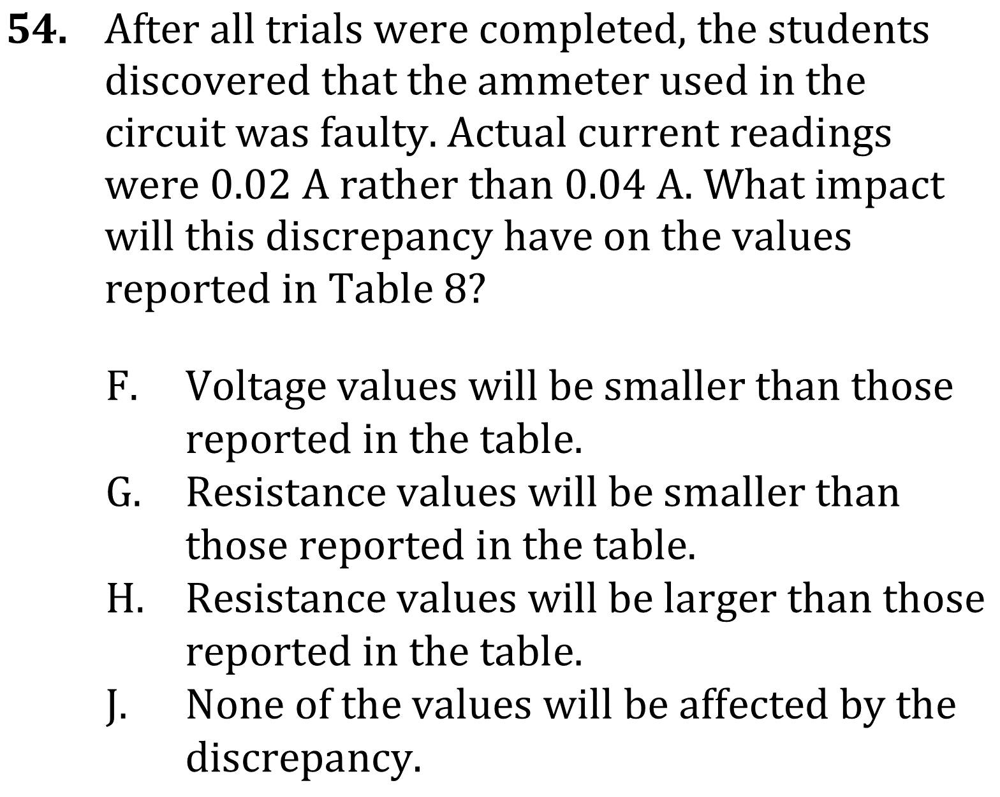 54. After all trials were completed, the students
discovered that the ammeter used in the
circuit was faulty. Actual current readings
were 0.02 A rather than 0.04 A. What impact
will this discrepancy have on the values
reported in Table 8?
F. Voltage values will be smaller than those
reported in the table.
G. Resistance values will be smaller than
those reported in the table.
H. Resistance values will be larger than those
reported in the table.
J. None of the values will be affected by the
discrepancy.